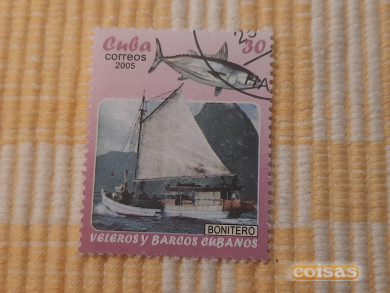 Cuba 30
correos
2005
BONITERO
VELEROS Y BARCOS CUBANOS
coisas